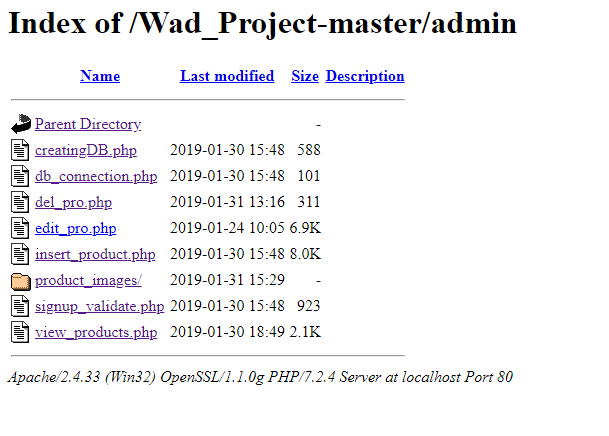 Index of /Wad_Project-master/admin
Name Last modified Size Description
Parent Directory -
creatingDB.php 2019-01-30 15:48 588
db_connection.php 2019-01-30 15:48 101
del_pro.php 2019-01-31 13:16 311
edit_pro.php 2019-01-24 10:05 6.9K
insert_product.php 2019-01-30 15:48 8.0K
product_images/ 2019-01-31 15:29 -
signup_validate.php 2019-01-30 15:48 923
view_products.php 2019-01-30 18:49 2.1K
Apache/2.4.33 (Win32) OpenSSL/1.1.0g PHP/7.2.4 Server at localhost Port 80